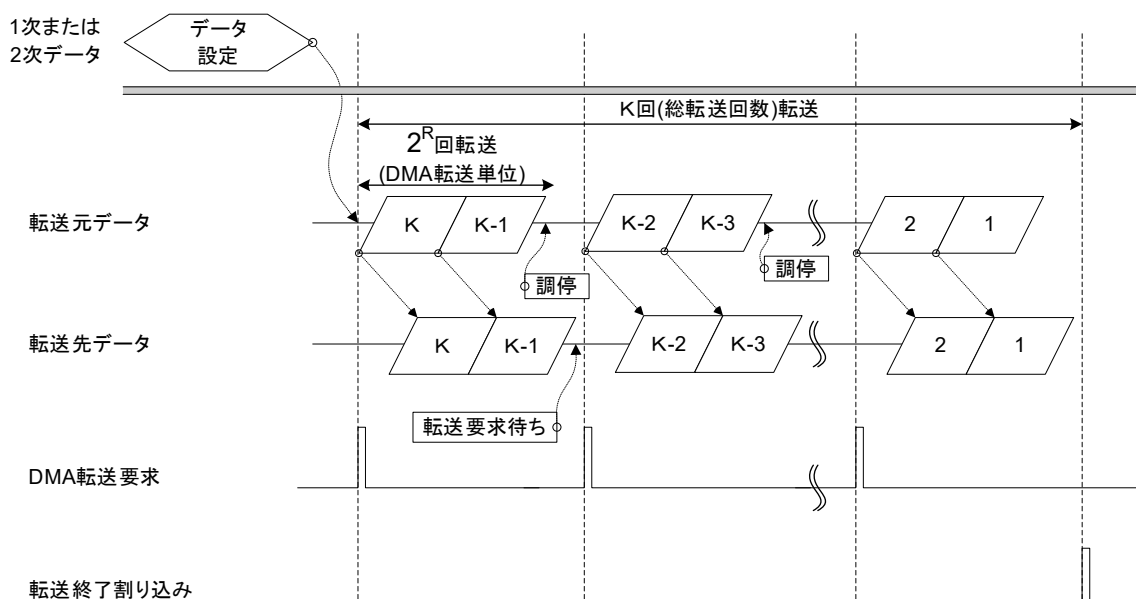 1次または
2次データ
データ
設定
K回(総転送回数)転送
2R回転送
(DMA転送単位)
転送元データ
K
K-1
K-2
K-3
2
1
調停
調停
転送先データ
K
K-1
K-2
K-3
2
1
転送要求待ち
DMA転送要求
転送終了割り込み